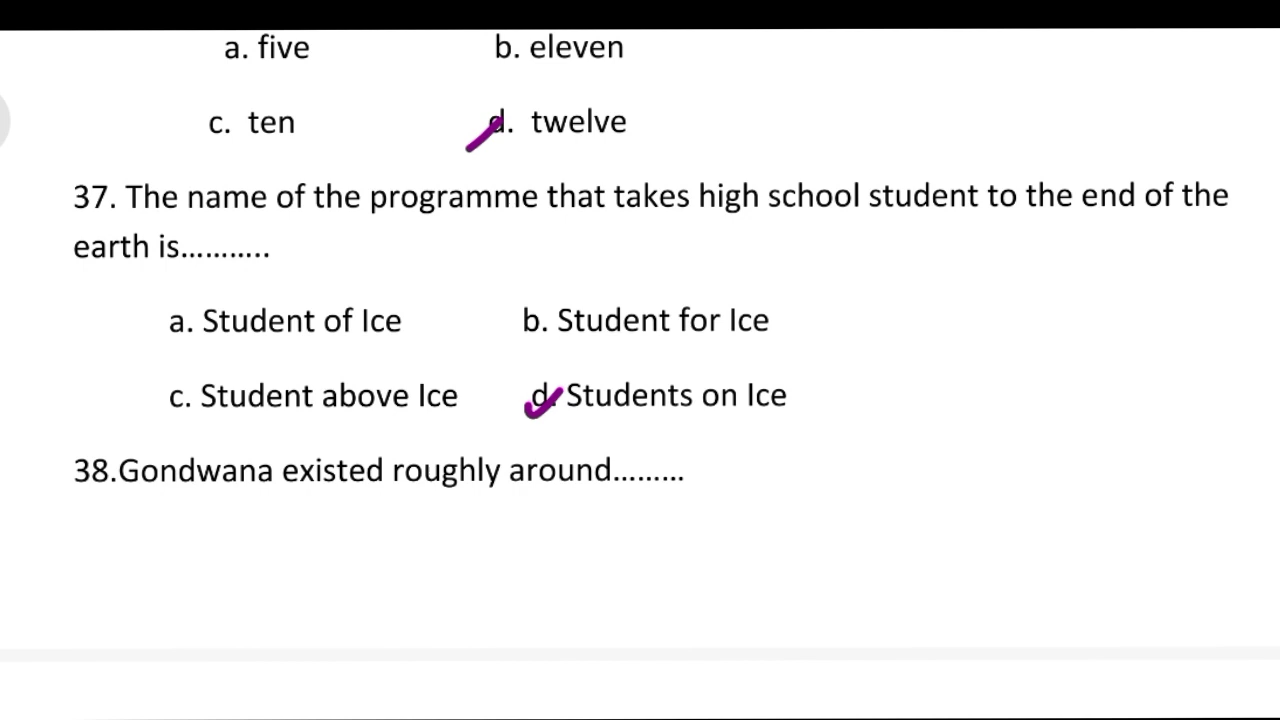 a. five b. eleven
c. ten d. twelve
37. The name of the programme that takes high school student to the end of the
earth is...........
a. Student of Ice b. Student for Ice
c. Student above Ice d. Students on Ice
38.Gondwana existed roughly around.........